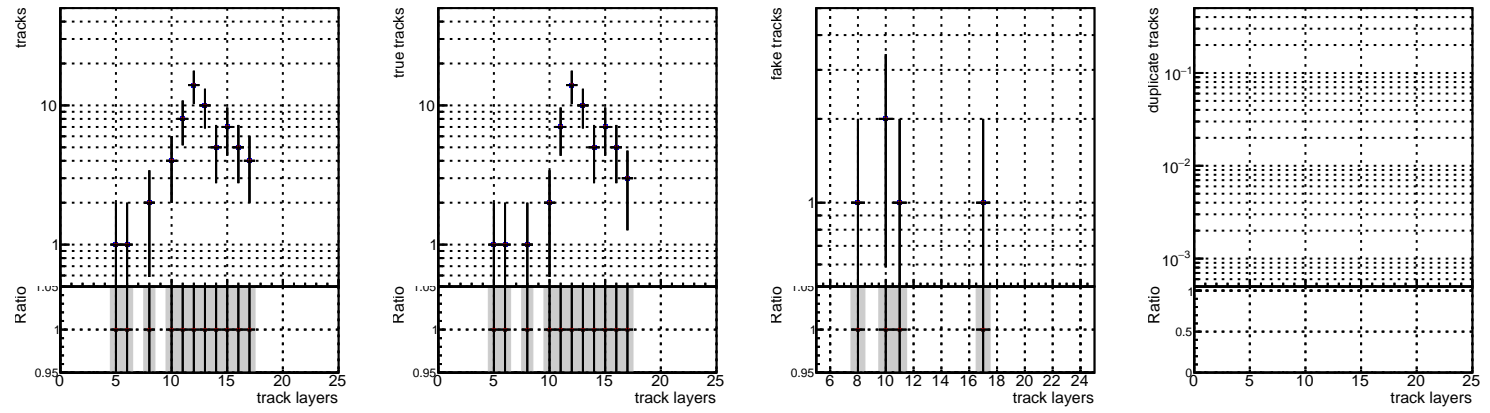 tracks
10
1
Ratio
1.05
1
0.95
0 5 10 15 20 25
track layers
true tracks
10
1
Ratio
1.05
1
0.95
0 5 10 15 20 25
track layers
fake tracks
1
Ratio
1.05
1
0.95
6 8 10 12 14 16 18 20 22 24
track layers
duplicate tracks
10⁻¹
10⁻²
10⁻³
Ratio
1
0.5
0
0 5 10 15 20 25
track layers